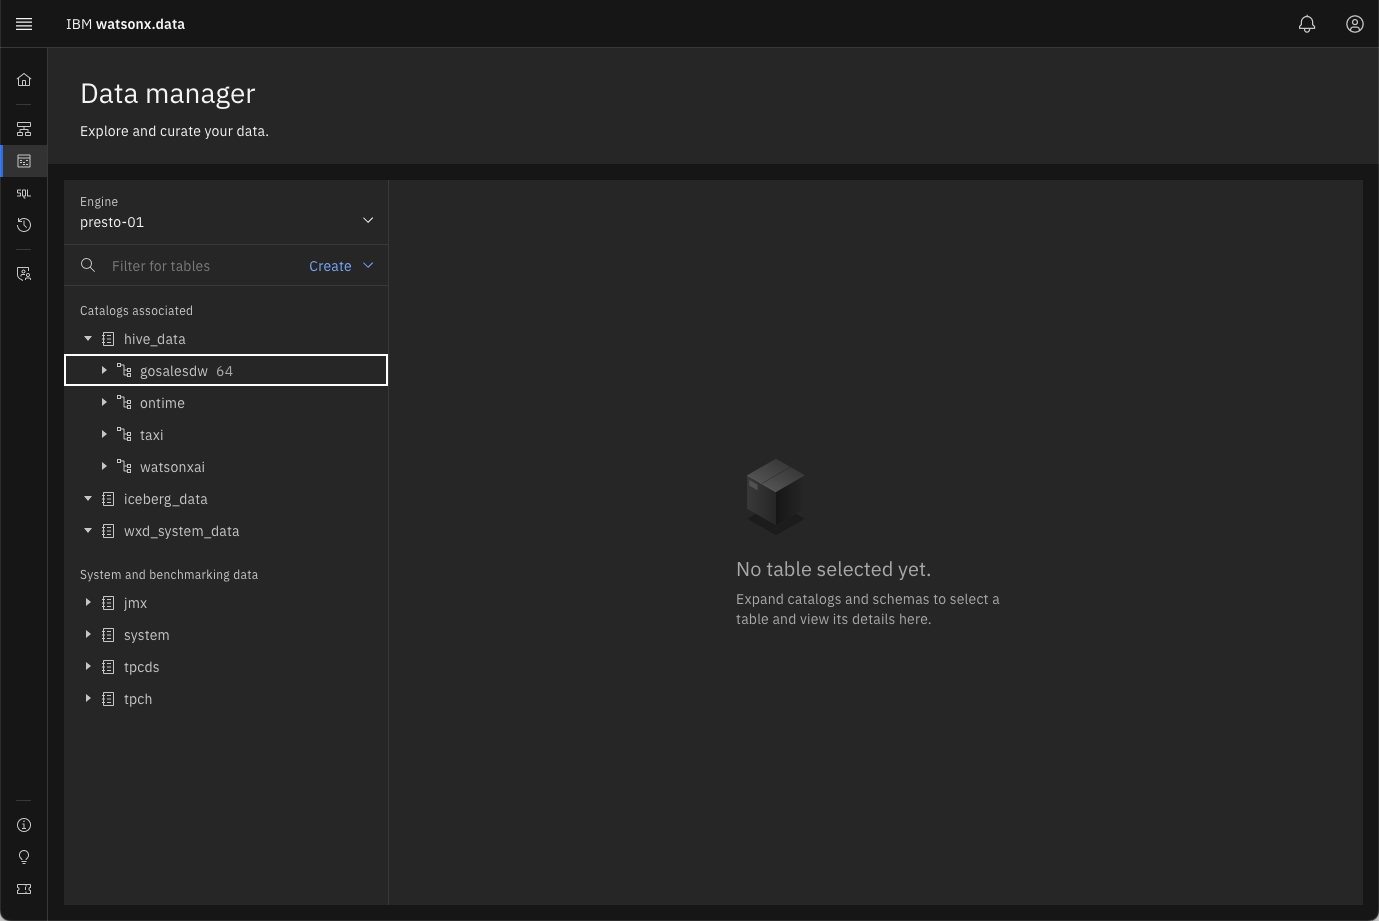 IBM watsonx.data
Data manager
Explore and curate your data.
SQL
Engine
presto-01
Filter for tables
Create
Catalogs associated
hive_data
gosalesdw 64
ontime
taxi
watsonxai
iceberg_data
wxd_system_data
System and benchmarking data
jmx
system
tpcds
tpch
No table selected yet.
Expand catalogs and schemas to select a
table and view its details here.